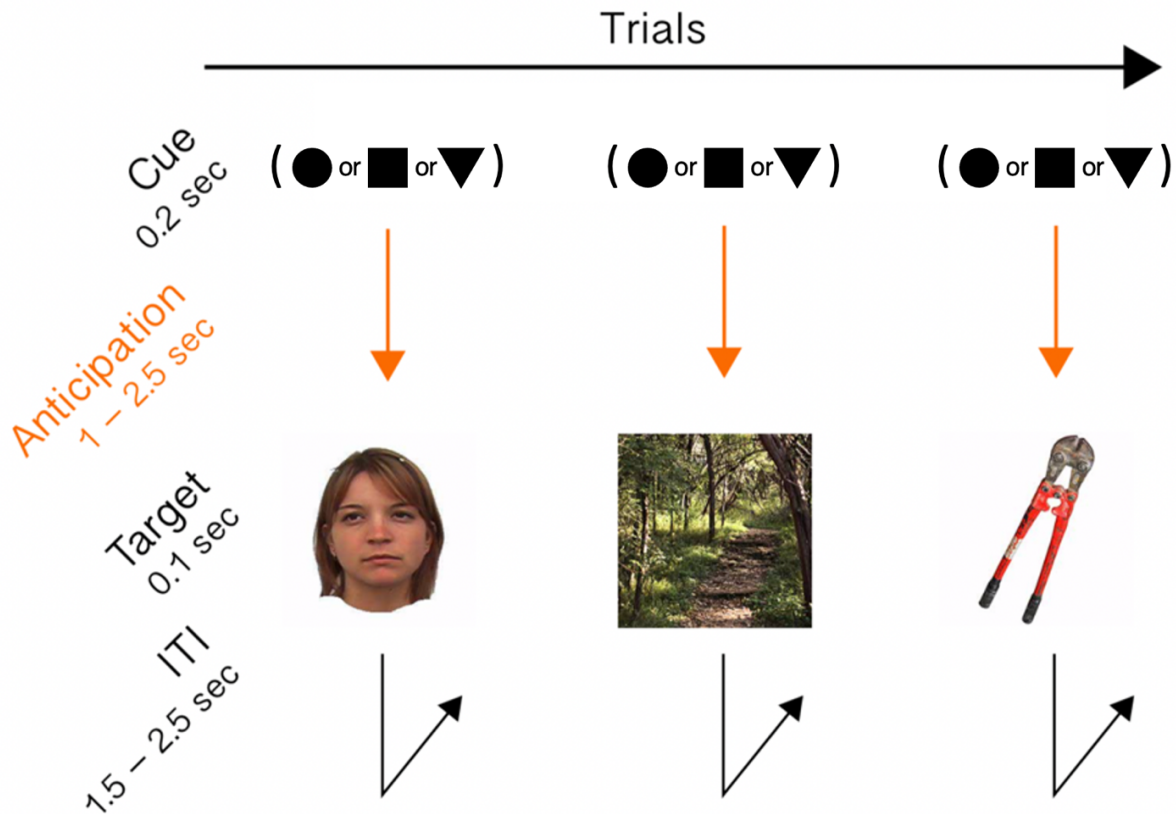 Trials
Cue
0.2 sec
( or or )
( or or )
( or or )
Anticipation
1 – 2.5 sec
Target
0.1 sec
ITI
1.5 – 2.5 sec